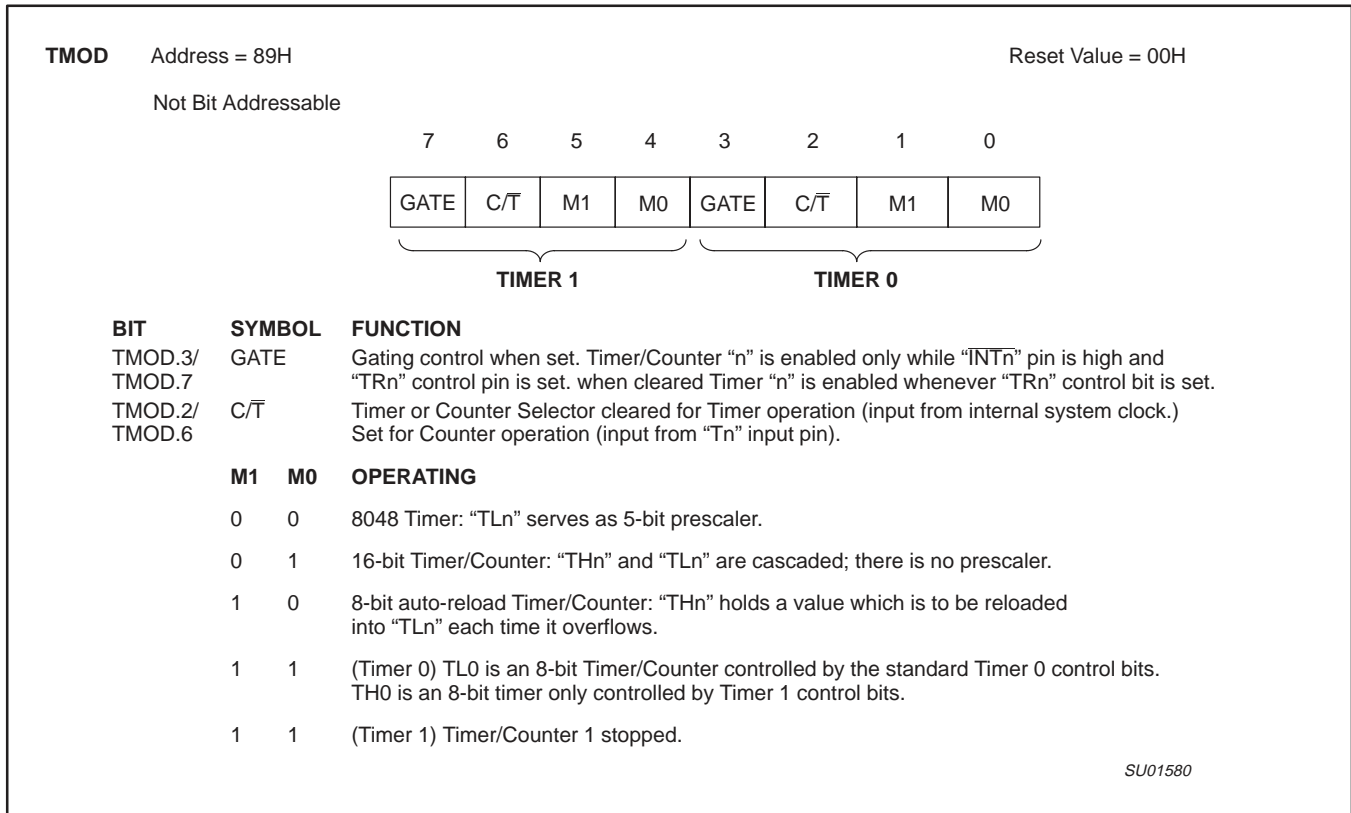 TMOD Address = 89H Reset Value = 00H
Not Bit Addressable
7 6 5 4 3 2 1 0
GATE C/T̅ M1 M0 GATE C/T̅ M1 M0
TIMER 1 TIMER 0
BIT SYMBOL FUNCTION
TMOD.3/ GATE Gating control when set. Timer/Counter “n” is enabled only while “I̅N̅T̅n̅” pin is high and
TMOD.7 “TRn” control pin is set. when cleared Timer “n” is enabled whenever “TRn” control bit is set.
TMOD.2/ C/T̅ Timer or Counter Selector cleared for Timer operation (input from internal system clock.)
TMOD.6 Set for Counter operation (input from “Tn” input pin).
M1 M0 OPERATING
0 0 8048 Timer: “TLn” serves as 5-bit prescaler.
0 1 16-bit Timer/Counter: “THn” and “TLn” are cascaded; there is no prescaler.
1 0 8-bit auto-reload Timer/Counter: “THn” holds a value which is to be reloaded
into “TLn” each time it overflows.
1 1 (Timer 0) TL0 is an 8-bit Timer/Counter controlled by the standard Timer 0 control bits.
TH0 is an 8-bit timer only controlled by Timer 1 control bits.
1 1 (Timer 1) Timer/Counter 1 stopped.
SU01580